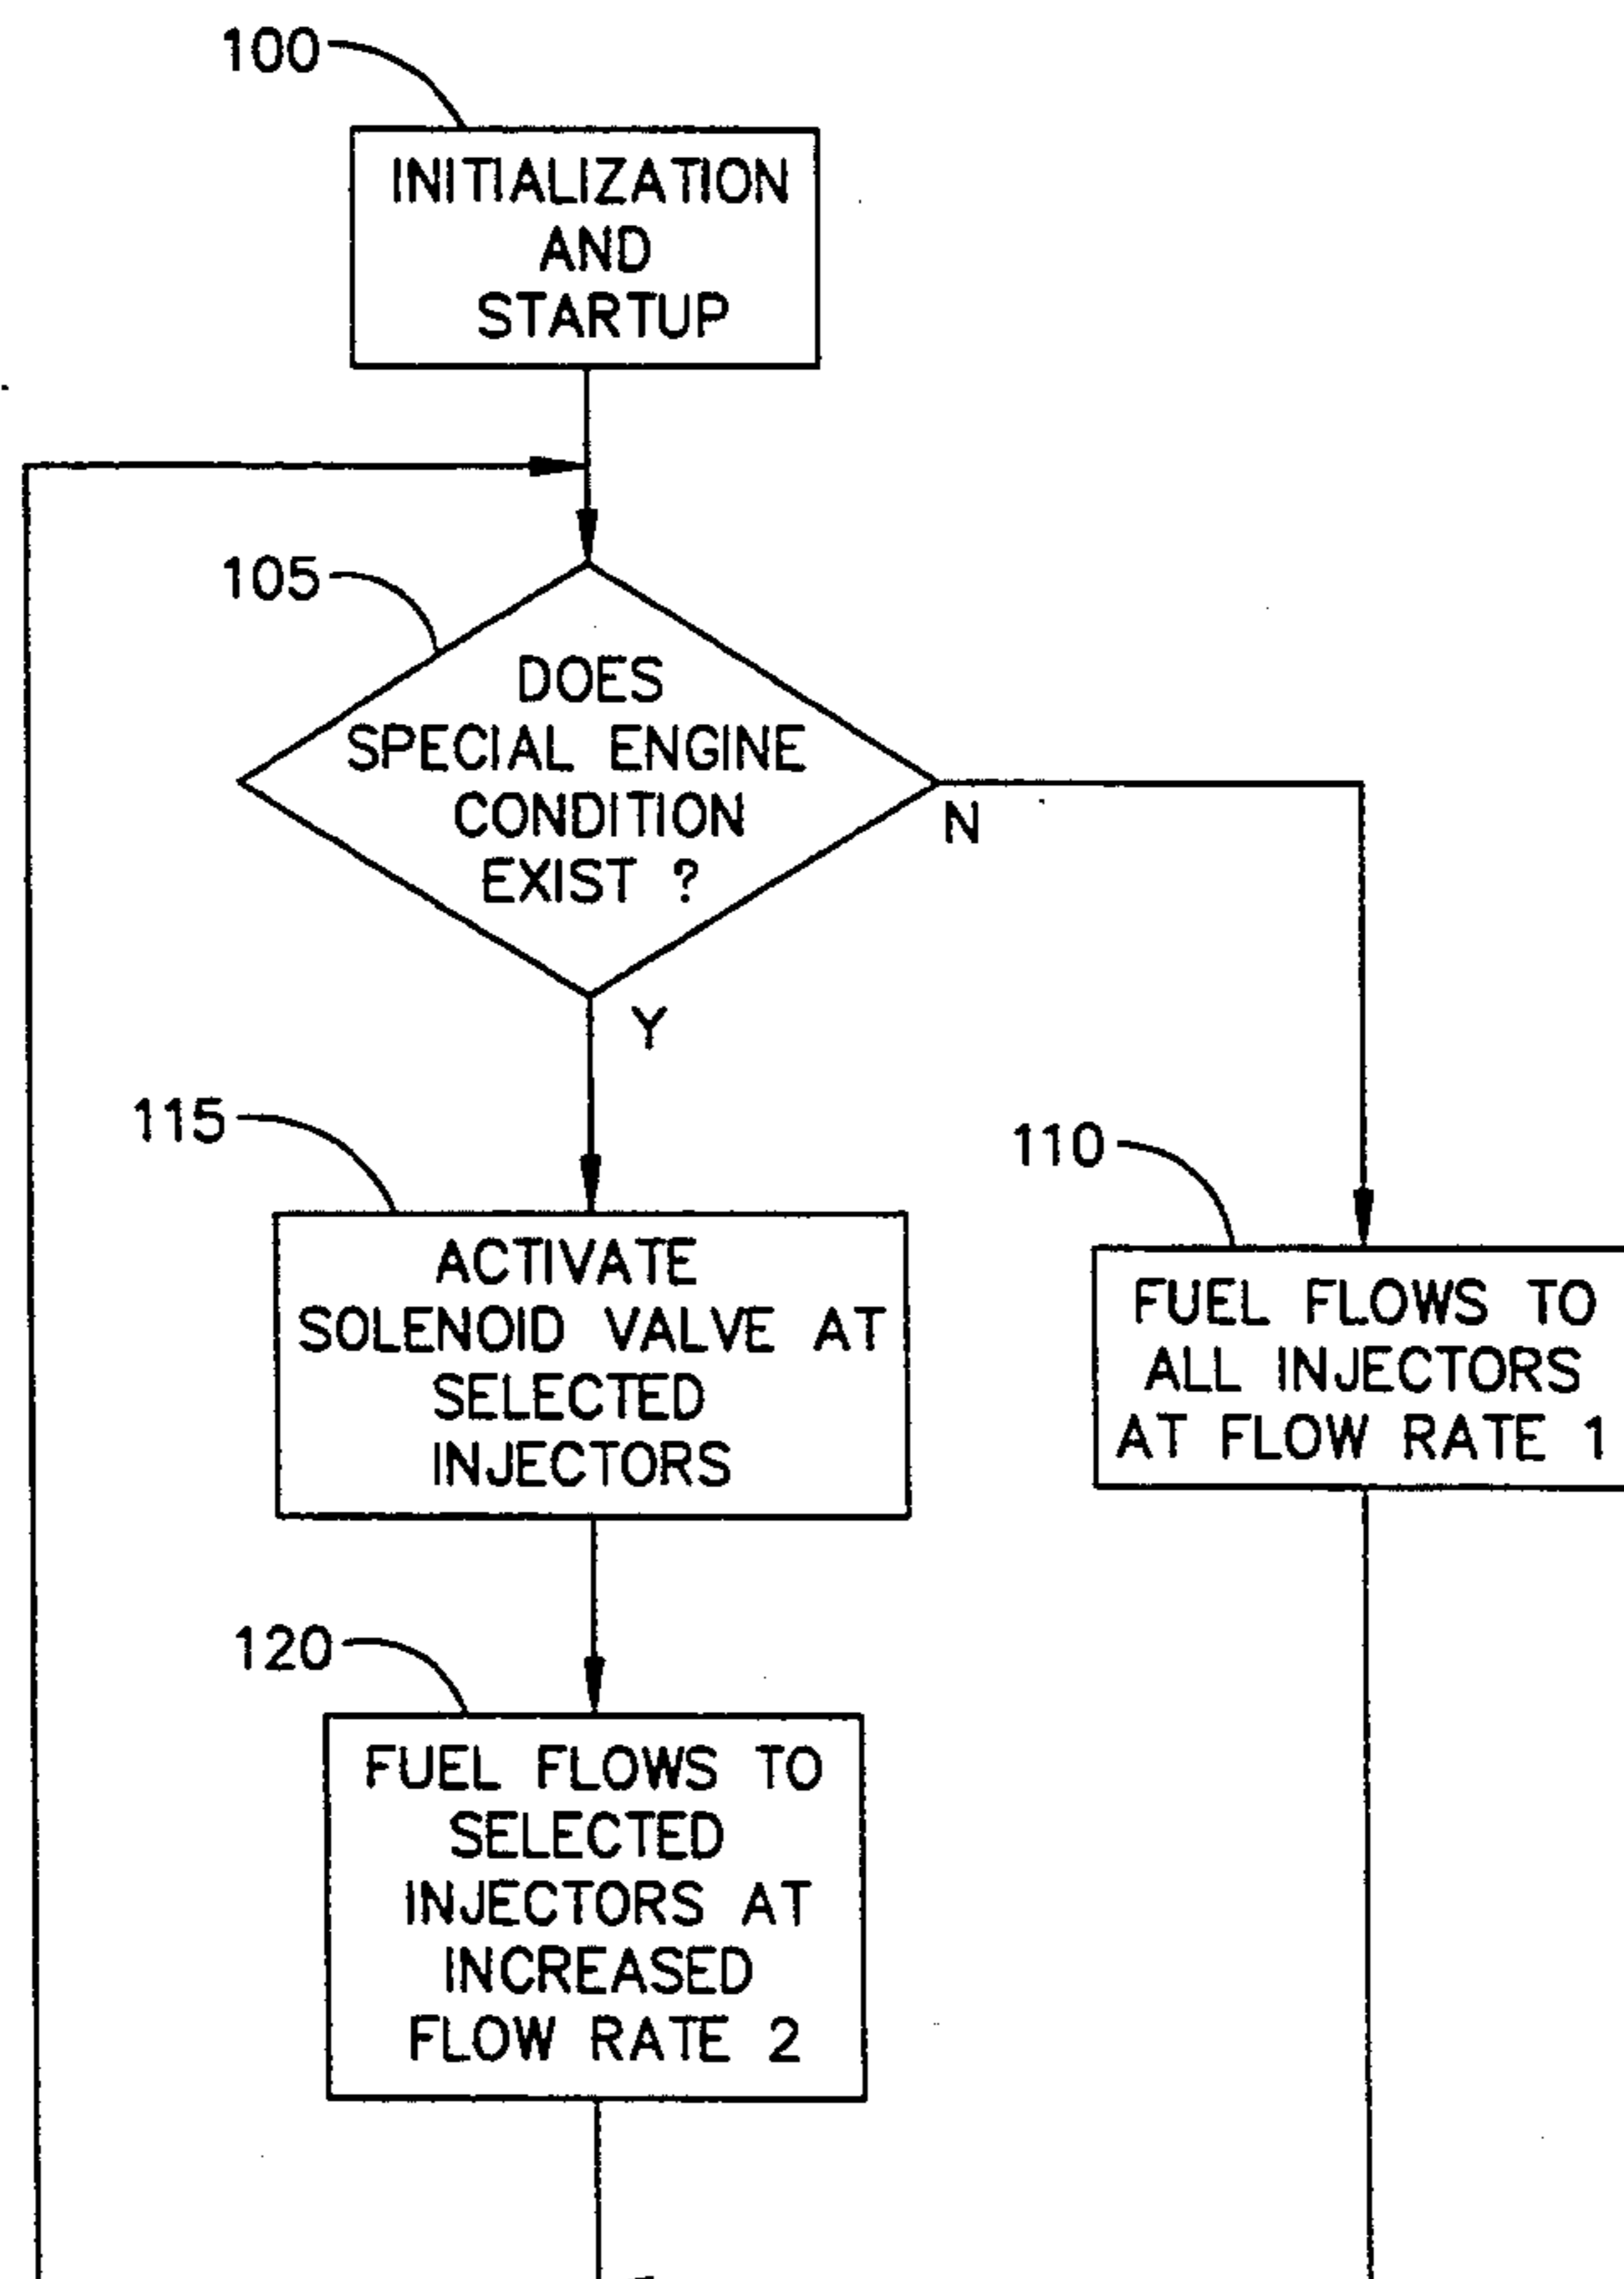 100
INITIALIZATION
AND
STARTUP
105
DOES
SPECIAL ENGINE
CONDITION
EXIST ?
N
Y
115
ACTIVATE
SOLENOID VALVE AT
SELECTED
INJECTORS
110
FUEL FLOWS TO
ALL INJECTORS
AT FLOW RATE 1
120
FUEL FLOWS TO
SELECTED
INJECTORS AT
INCREASED
FLOW RATE 2